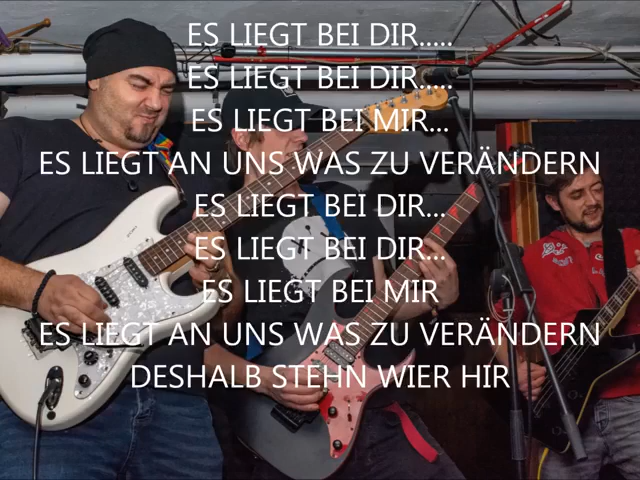 ES LIEGT BEI DIR.....
ES LIEGT BEI DIR.....
ES LIEGT BEI MIR...
ES LIEGT AN UNS WAS ZU VERÄNDERN
ES LIEGT BEI DIR...
ES LIEGT BEI DIR...
ES LIEGT BEI MIR
ES LIEGT AN UNS WAS ZU VERÄNDERN
DESHALB STEHN WIER HIR